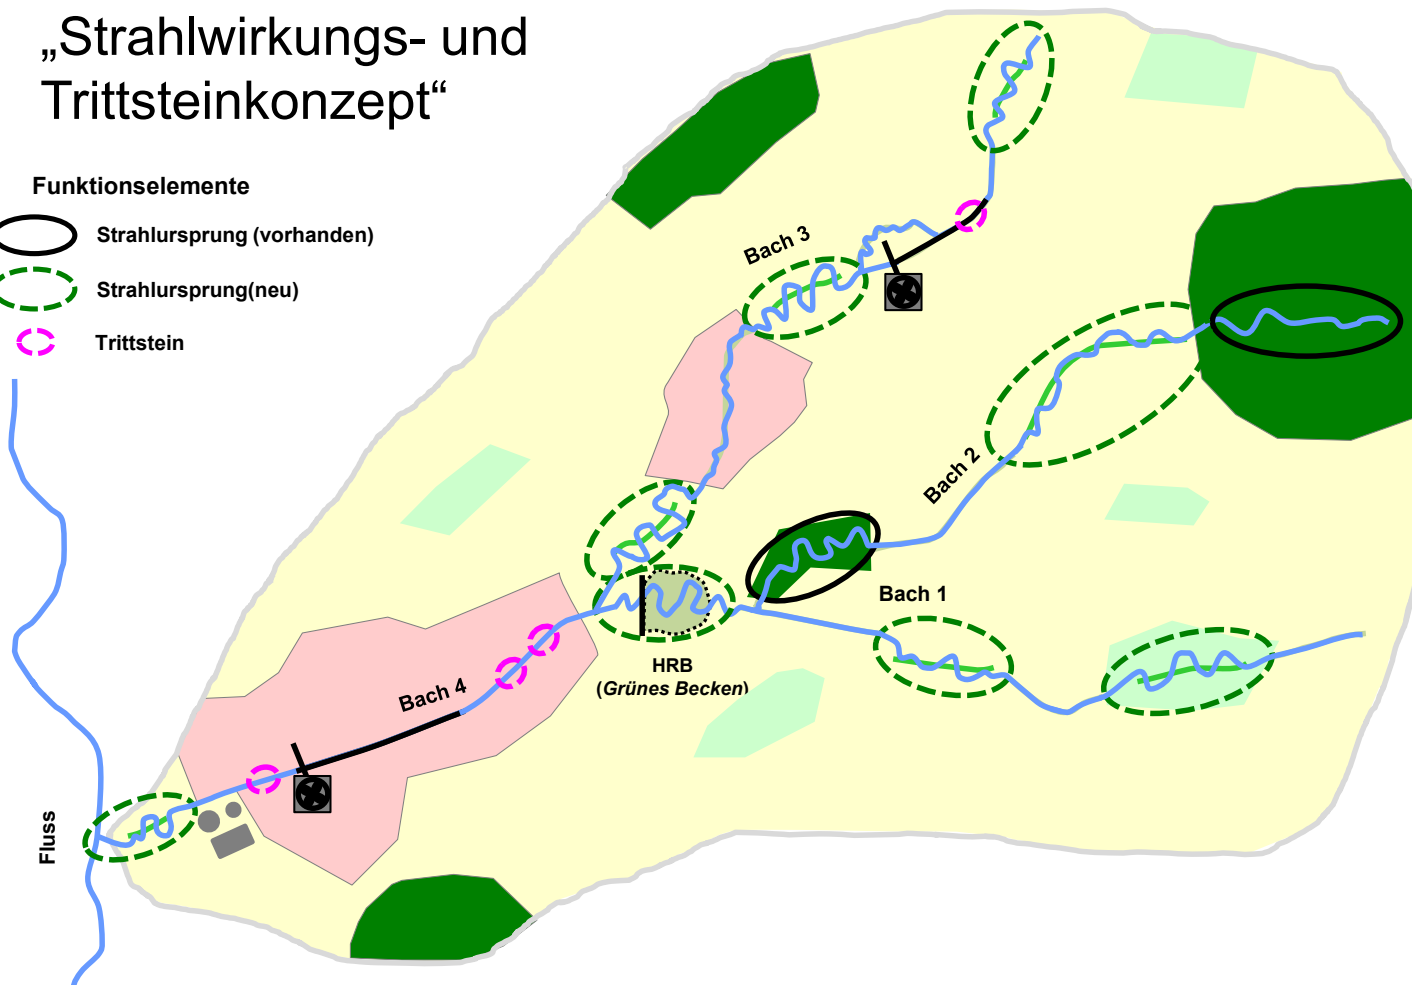 „Strahlwirkungs- und
Trittsteinkonzept“
Funktionselemente
Strahlursprung (vorhanden)
Strahlursprung(neu)
Trittstein
Bach 3
Bach 2
Bach 1
HRB
(Grünes Becken)
Bach 4
Fluss